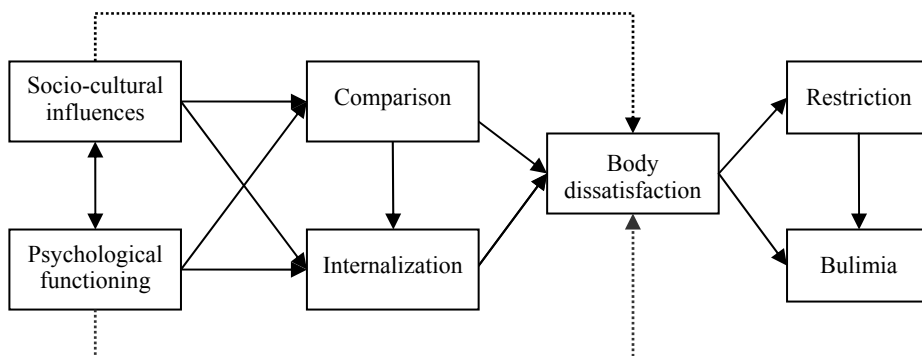 Socio-cultural
influences
Comparison
Restriction
Body
dissatisfaction
Psychological
functioning
Internalization
Bulimia